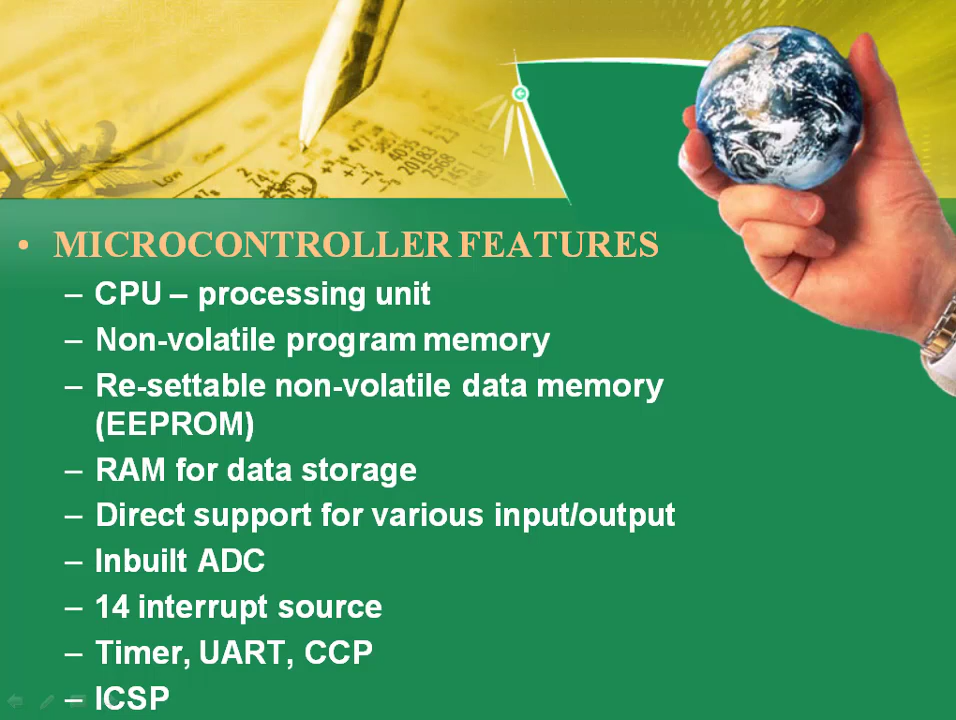 • MICROCONTROLLER FEATURES
– CPU – processing unit
– Non-volatile program memory
– Re-settable non-volatile data memory
(EEPROM)
– RAM for data storage
– Direct support for various input/output
– Inbuilt ADC
– 14 interrupt source
– Timer, UART, CCP
– ICSP